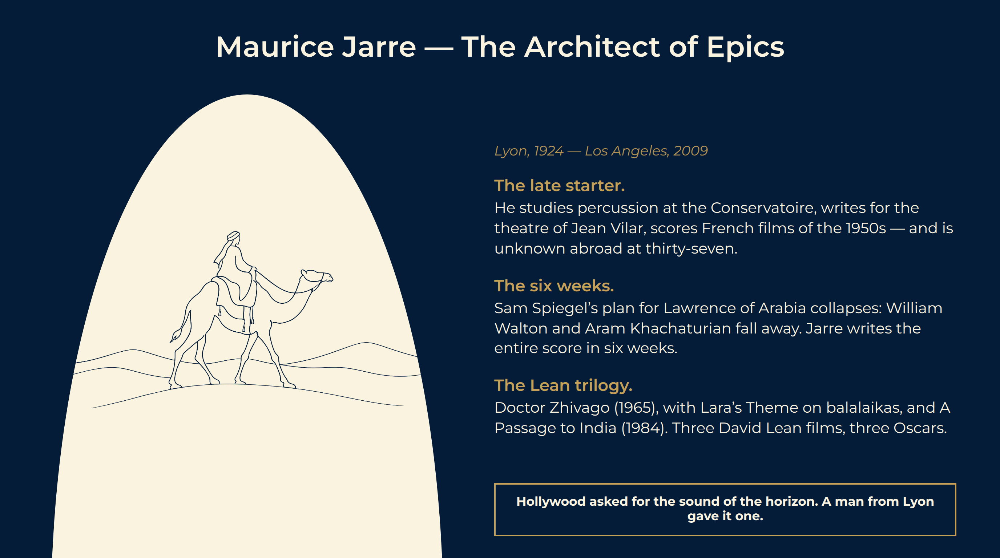 Maurice Jarre — The Architect of Epics
Lyon, 1924 — Los Angeles, 2009
The late starter.
He studies percussion at the Conservatoire, writes for the
theatre of Jean Vilar, scores French films of the 1950s — and is
unknown abroad at thirty-seven.
The six weeks.
Sam Spiegel’s plan for Lawrence of Arabia collapses: William
Walton and Aram Khachaturian fall away. Jarre writes the
entire score in six weeks.
The Lean trilogy.
Doctor Zhivago (1965), with Lara’s Theme on balalaikas, and A
Passage to India (1984). Three David Lean films, three Oscars.
Hollywood asked for the sound of the horizon. A man from Lyon
gave it one.